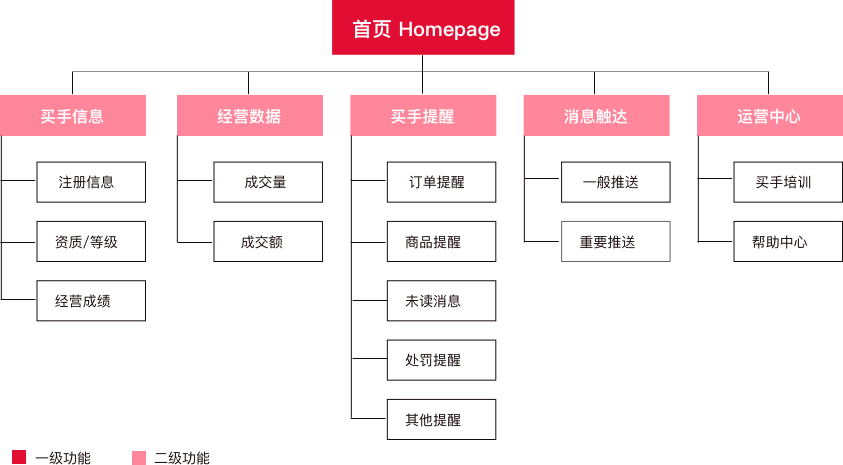 首页 Homepage
买手信息
经营数据
买手提醒
消息触达
运营中心
注册信息
成交量
订单提醒
一般推送
买手培训
资质/等级
成交额
商品提醒
重要推送
帮助中心
经营成绩
未读消息
处罚提醒
其他提醒
一级功能
二级功能